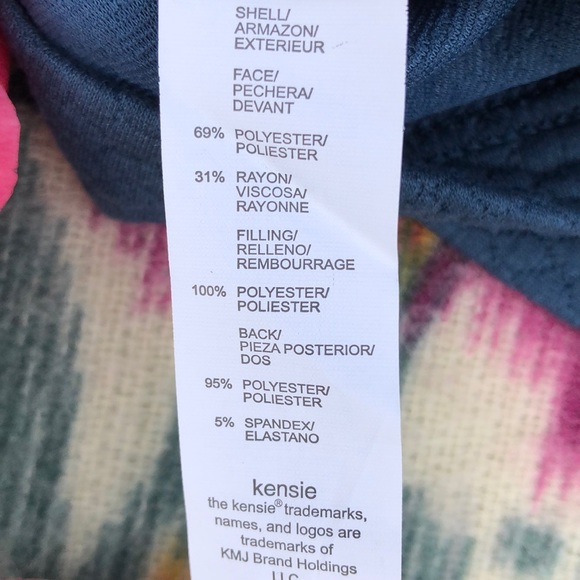 SHELL/
ARMAZON/
EXTERIEUR
FACE/
PECHERA/
DEVANT
69% POLYESTER/
POLIESTER
31% RAYON/
VISCOSA/
RAYONNE
FILLING/
RELLENO/
REMBOURRAGE
100% POLYESTER/
POLIESTER
BACK/
PIEZA POSTERIOR/
DOS
95% POLYESTER/
POLIESTER
5% SPANDEX/
ELASTANO
kensie
the kensie® trademarks,
names, and logos are
trademarks of
KMJ Brand Holdings
LLC